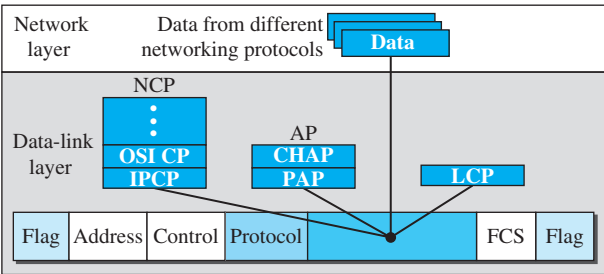 Network
layer
Data from different
networking protocols
Data
NCP
OSI CP
IPCP
AP
CHAP
PAP
LCP
Data-link
layer
Flag
Address
Control
Protocol
FCS
Flag